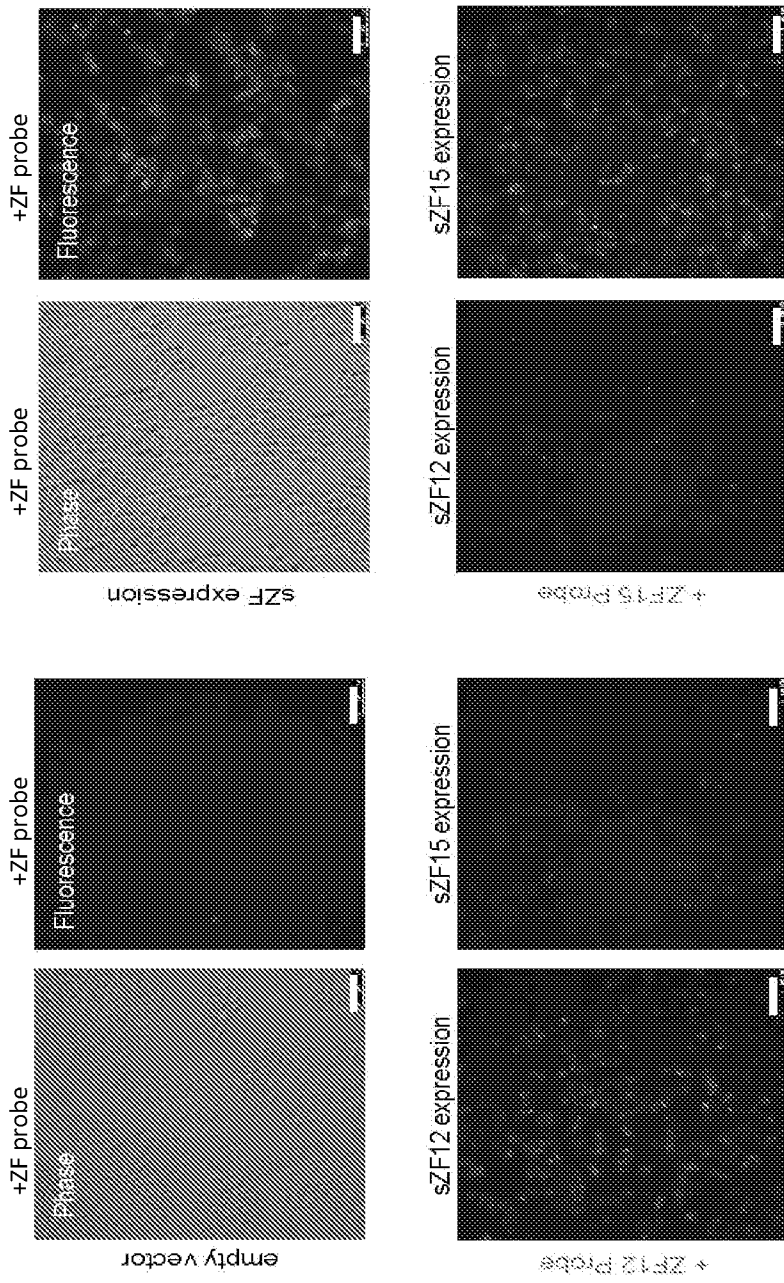 +ZF probe
+ZF probe
empty vector
Phase
Fluorescence
+ZF probe
+ZF probe
sZF expression
Phase
Fluorescence
sZF12 expression
sZF15 expression
+ ZF12 Probe
sZF12 expression
sZF15 expression
+ ZF15 Probe